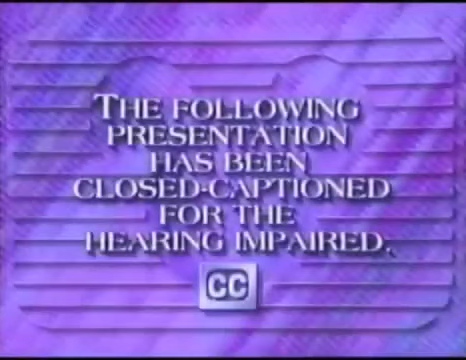 THE FOLLOWING
PRESENTATION
HAS BEEN
CLOSED-CAPTIONED
FOR THE
HEARING IMPAIRED.
CC